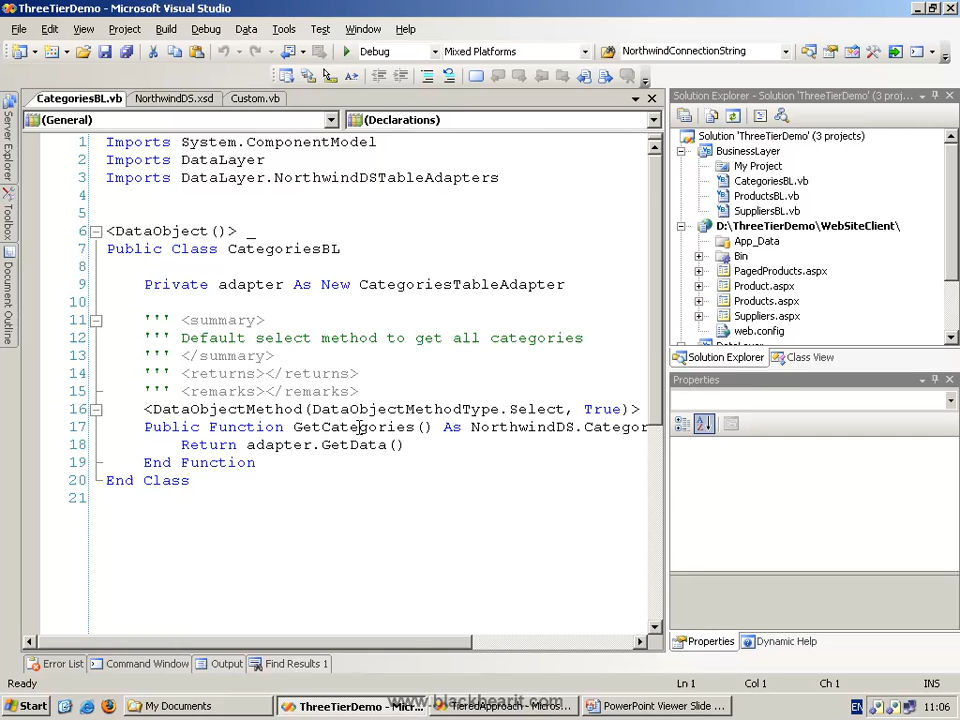 ThreeTierDemo - Microsoft Visual Studio
File Edit View Project Build Debug Data Tools Test Window Help
Debug Mixed Platforms NorthwindConnectionString
CategoriesBL.vb NorthwindDS.xsd Custom.vb
(General) (Declarations)
1 Imports System.ComponentModel
2 Imports DataLayer
3 Imports DataLayer.NorthwindDSTableAdapters
4
5
6 <DataObject()> _
7 Public Class CategoriesBL
8
9 Private adapter As New CategoriesTableAdapter
10
11 ''' <summary>
12 ''' Default select method to get all categories
13 ''' </summary>
14 ''' <returns></returns>
15 ''' <remarks></remarks>
16 <DataObjectMethod(DataObjectMethodType.Select, True)>
17 Public Function GetCategories() As NorthwindDS.Categor
18 Return adapter.GetData()
19 End Function
20 End Class
21
Server Explorer
Toolbox
Document Outline
Solution Explorer - Solution 'ThreeTierDemo' (3 proj...
Solution 'ThreeTierDemo' (3 projects)
BusinessLayer
My Project
CategoriesBL.vb
ProductsBL.vb
SuppliersBL.vb
D:\ThreeTierDemo\WebSiteClient\
App_Data
Bin
PagedProducts.aspx
Product.aspx
Products.aspx
Suppliers.aspx
web.config
Solution Explorer Class View
Properties
Properties Dynamic Help
Error List Command Window Output Find Results 1
Ready Ln 1 Col 1 Ch 1 INS
www.blackbearit.com
Start My Documents ThreeTierDemo - Mic... TieredApproach - Micros... PowerPoint Viewer Slide ... EN 11:06